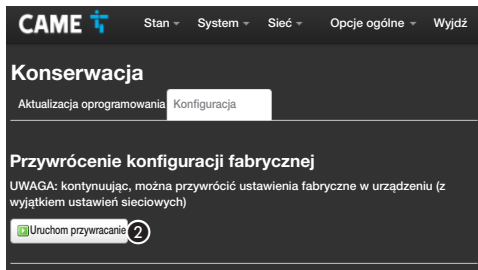 CAME Stan System Sieć Opcje ogólne Wyjdź
Konserwacja
Aktualizacja oprogramowania Konfiguracja
Przywrócenie konfiguracji fabrycznej
UWAGA: kontynuując, można przywrócić ustawienia fabryczne w urządzeniu (z
wyjątkiem ustawień sieciowych)
Uruchom przywracanie 2